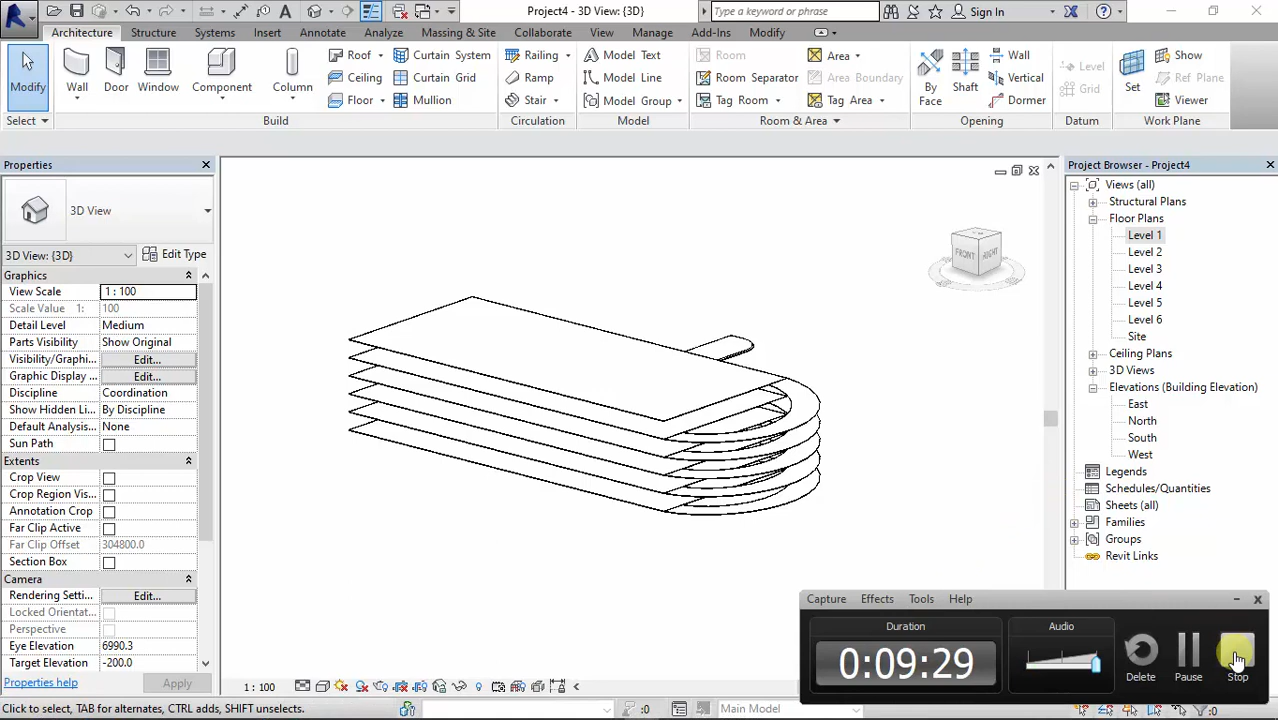 Project4 - 3D View: {3D}
Type a keyword or phrase
Sign In
Architecture Structure Systems Insert Annotate Analyze Massing & Site Collaborate View Manage Add-Ins Modify
Modify
Wall
Door
Window
Component
Column
Roof
Ceiling
Floor
Curtain System
Curtain Grid
Mullion
Railing
Ramp
Stair
Model Text
Model Line
Model Group
Room
Room Separator
Tag Room
Area
Area Boundary
Tag Area
By Face
Shaft
Wall
Vertical
Dormer
Level
Grid
Set
Show
Ref Plane
Viewer
Select Build Circulation Model Room & Area Opening Datum Work Plane
Properties
3D View
3D View: {3D} Edit Type
Graphics
View Scale 1 : 100
Scale Value 1: 100
Detail Level Medium
Parts Visibility Show Original
Visibility/Graphi... Edit...
Graphic Display ... Edit...
Discipline Coordination
Show Hidden Li... By Discipline
Default Analysis... None
Sun Path
Extents
Crop View
Crop Region Vis...
Annotation Crop
Far Clip Active
Far Clip Offset 304800.0
Section Box
Camera
Rendering Setti... Edit...
Locked Orientat...
Perspective
Eye Elevation 6990.3
Target Elevation -200.0
Properties help Apply
FRONT RIGHT
Project Browser - Project4
Views (all)
Structural Plans
Floor Plans
Level 1
Level 2
Level 3
Level 4
Level 5
Level 6
Site
Ceiling Plans
3D Views
Elevations (Building Elevation)
East
North
South
West
Legends
Schedules/Quantities
Sheets (all)
Families
Groups
Revit Links
Capture Effects Tools Help
Duration
0:09:29
Audio
Delete Pause Stop
1 : 100
Click to select, TAB for alternates, CTRL adds, SHIFT unselects.
:0
Main Model
:0